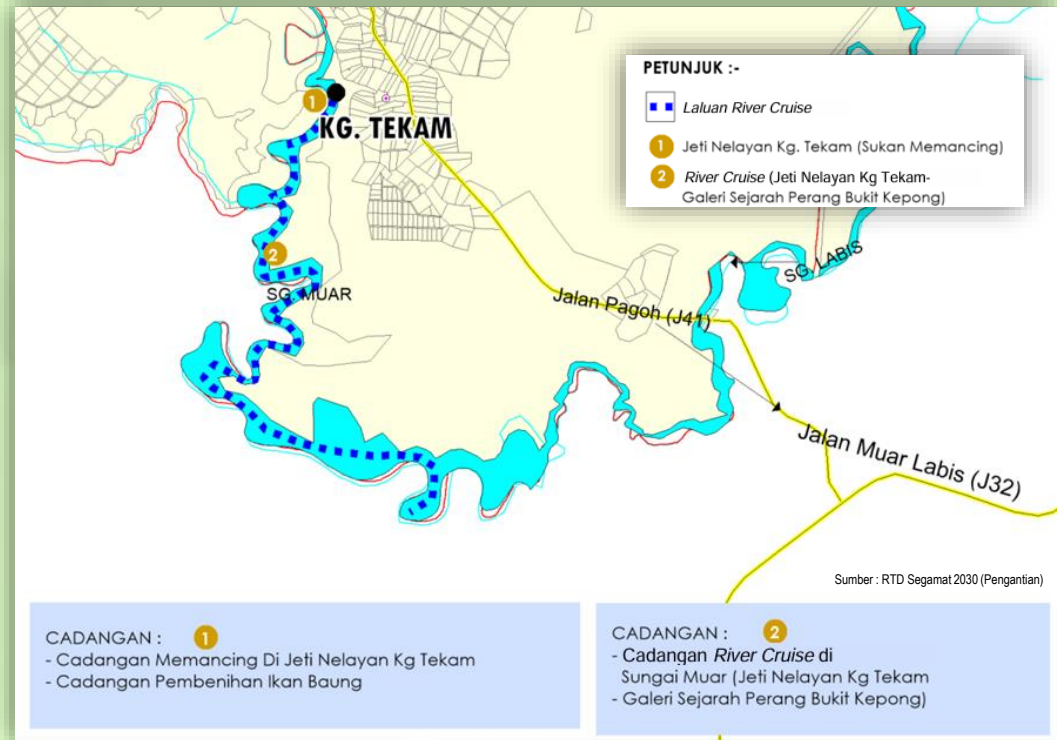 PETUNJUK :-
Laluan River Cruise
1 Jeti Nelayan Kg. Tekam (Sukan Memancing)
2 River Cruise (Jeti Nelayan Kg Tekam-
Galeri Sejarah Perang Bukit Kepong)
1
KG. TEKAM
2
SG. MUAR
SG. LABIS
Jalan Pagoh (J41)
Jalan Muar Labis (J32)
Sumber : RTD Segamat 2030 (Pengantian)
CADANGAN : 1
- Cadangan Memancing Di Jeti Nelayan Kg Tekam
- Cadangan Pembenihan Ikan Baung
CADANGAN : 2
- Cadangan River Cruise di
Sungai Muar (Jeti Nelayan Kg Tekam
- Galeri Sejarah Perang Bukit Kepong)